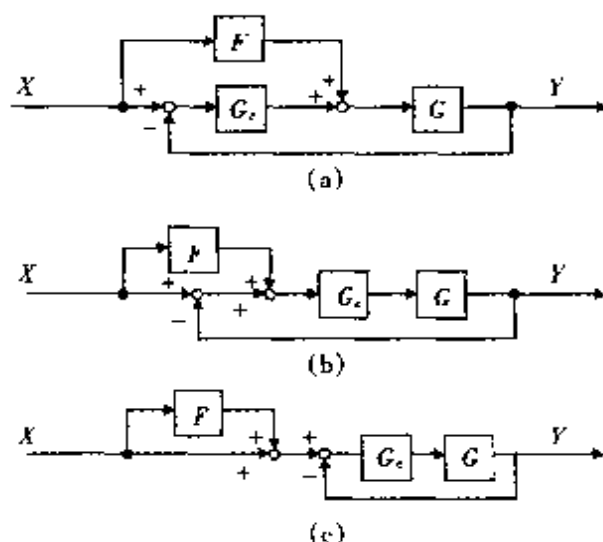 F
X + + + Y
G_c G
−
(a)
F
X + + Y
G_c G
− +
(b)
F
X + + Y
G_c G
+ −
(c)